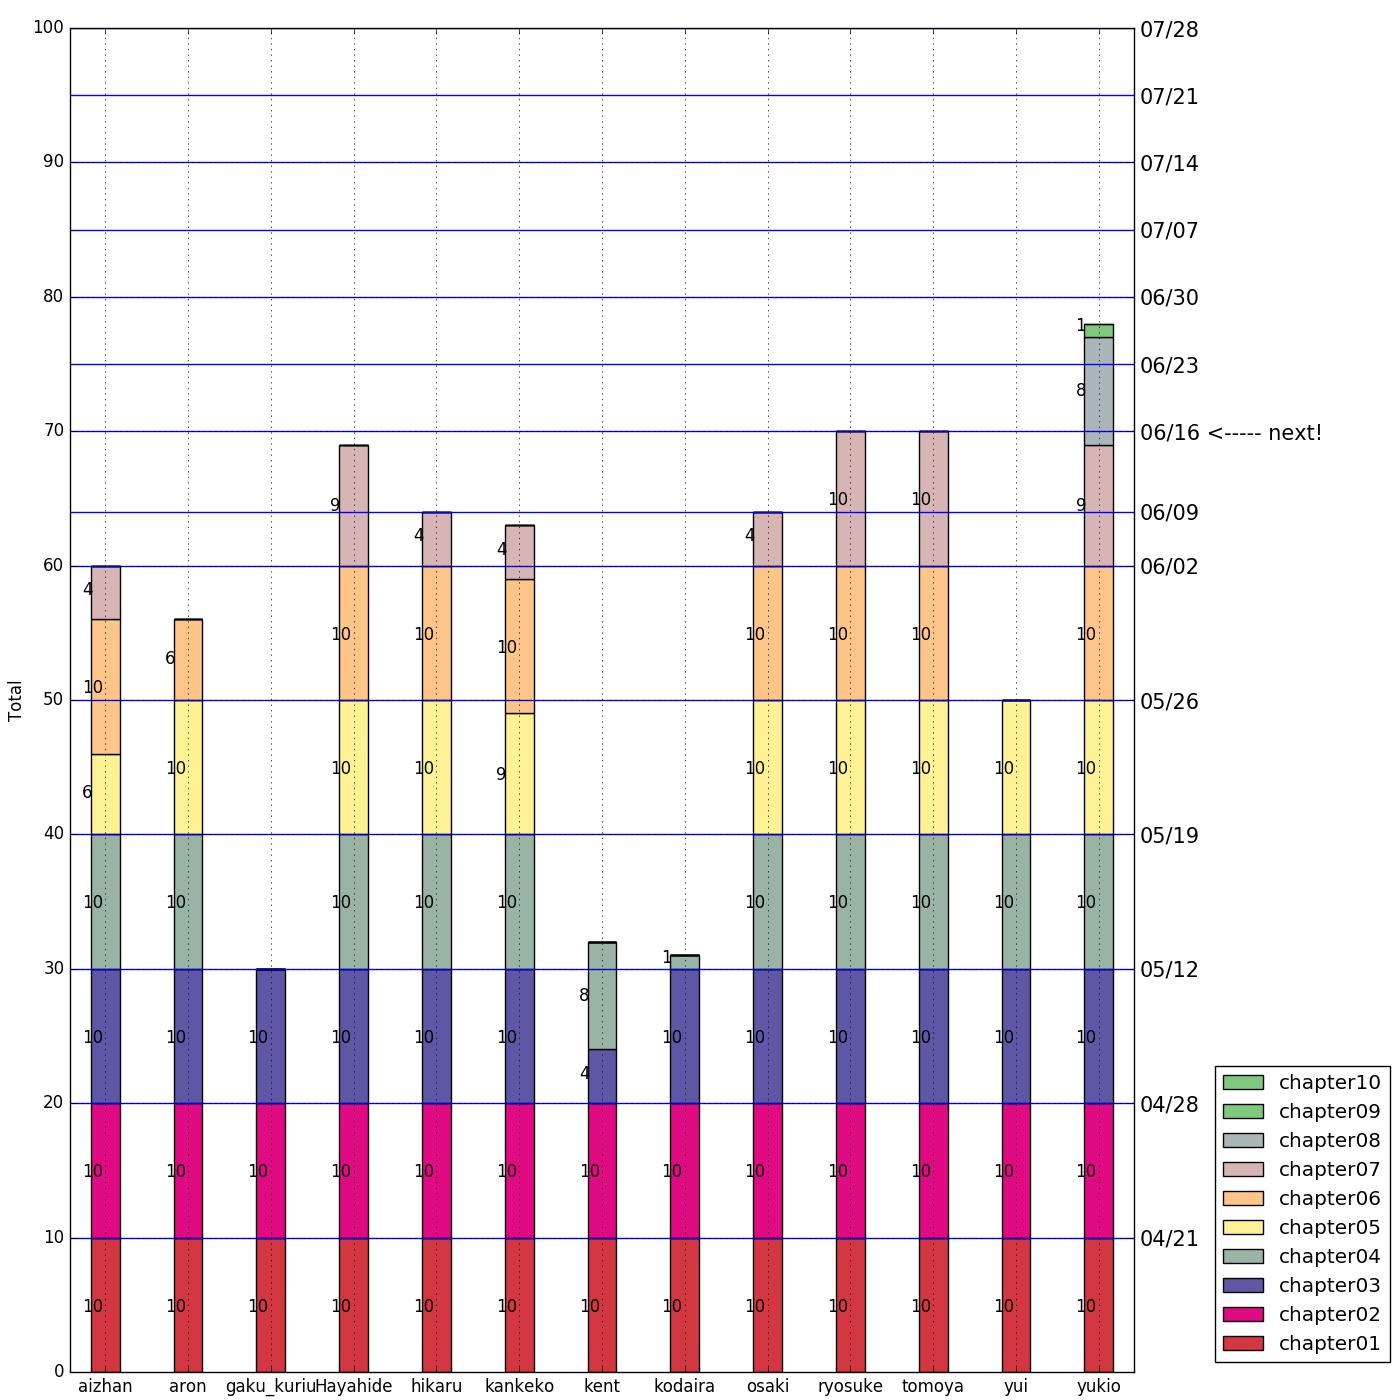 100
90
80
70
60
50
40
30
20
10
0
Total
07/28
07/21
07/14
07/07
06/30
06/23
06/16 <----- next!
06/09
06/02
05/26
05/19
05/12
04/28
04/21
1
8
9 9 10 10
4 4 4
4
10 10 10 10 10 10 10
6 10
6 10 10 10 9 10 10 10 10 10
10 10 10 10 10 1 10 10 10 10 10
8
10 10 10 10 10 10 4 10 10 10 10 10 10
10 10 10 10 10 10 10 10 10 10 10 10 10
10 10 10 10 10 10 10 10 10 10 10 10 10
aizhan aron gaku_kuriu Hayahide hikaru kankeko kent kodaira osaki ryosuke tomoya yui yukio
chapter10
chapter09
chapter08
chapter07
chapter06
chapter05
chapter04
chapter03
chapter02
chapter01